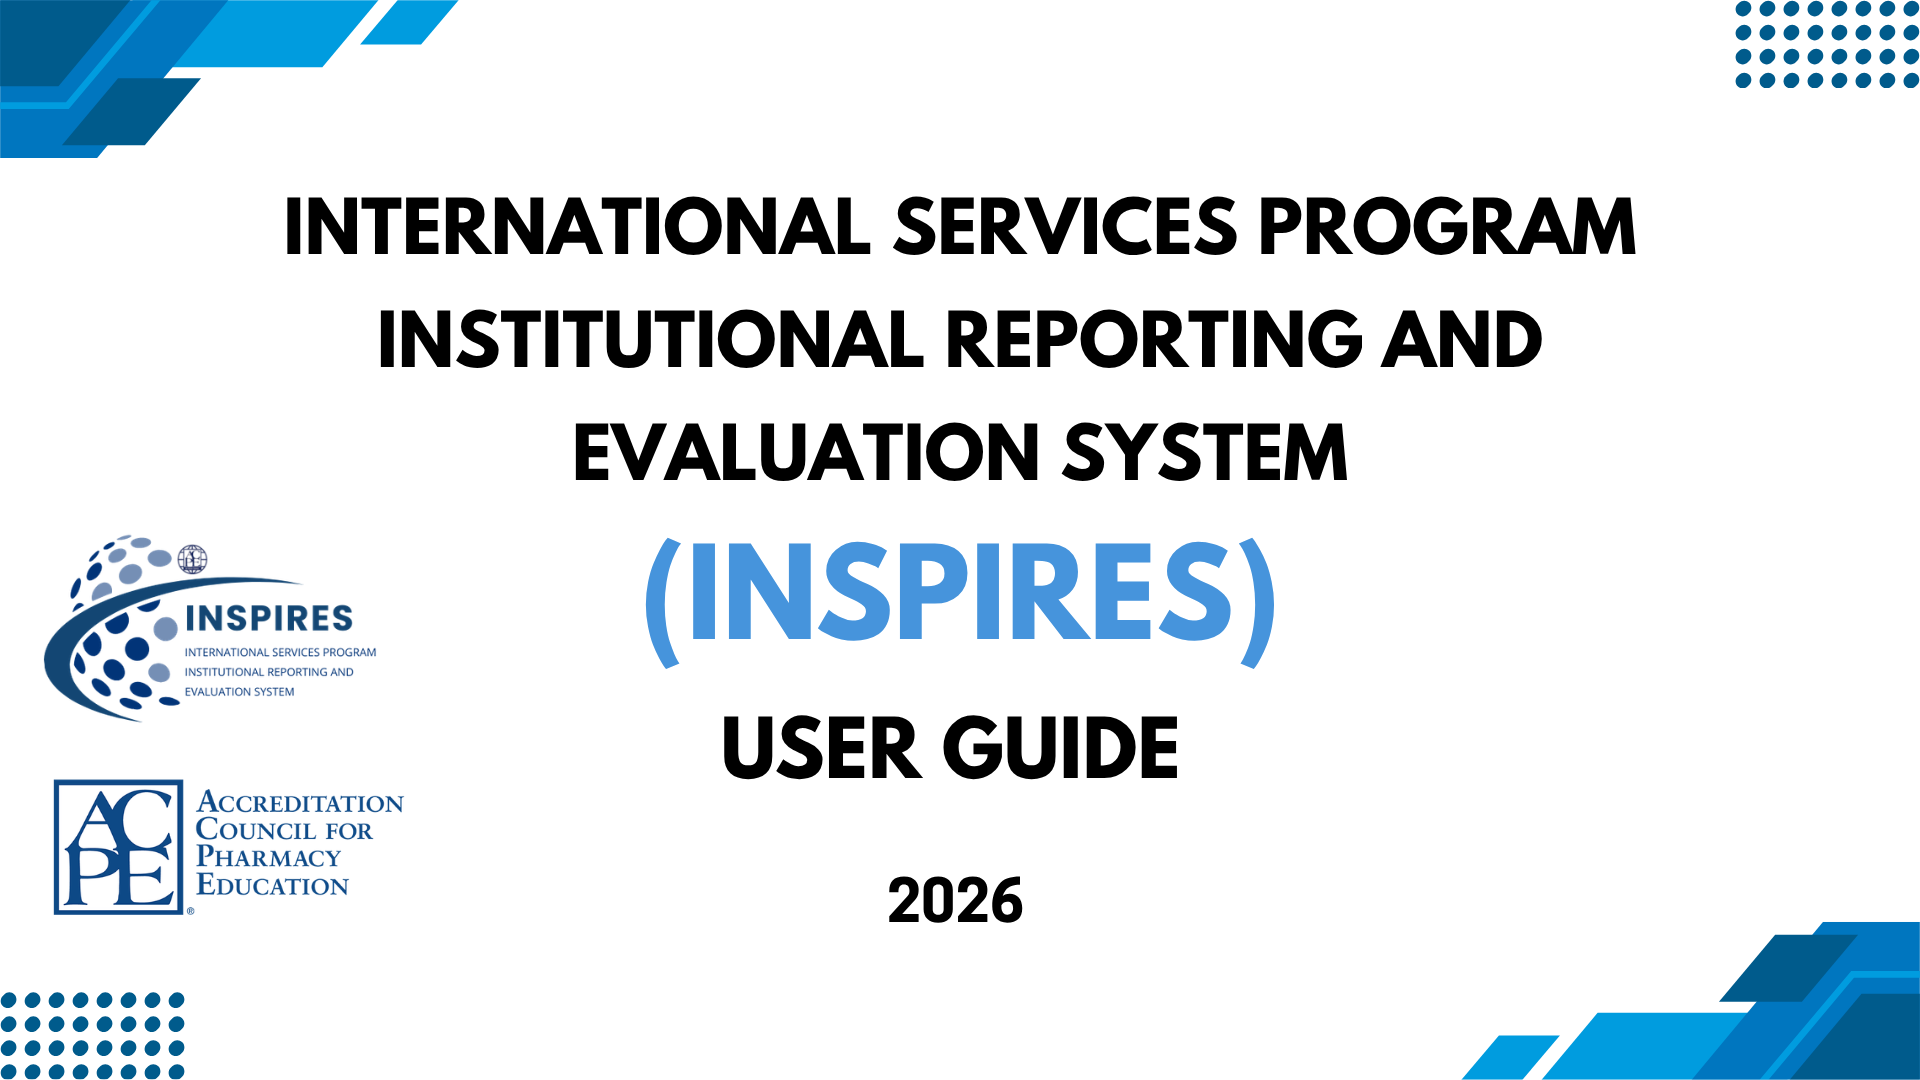 INTERNATIONAL SERVICES PROGRAM
INSTITUTIONAL REPORTING AND
EVALUATION SYSTEM
(INSPIRES)
USER GUIDE
2026
ACPE
INSPIRES
INTERNATIONAL SERVICES PROGRAM
INSTITUTIONAL REPORTING AND
EVALUATION SYSTEM
ACPE
®
ACCREDITATION
COUNCIL FOR
PHARMACY
EDUCATION